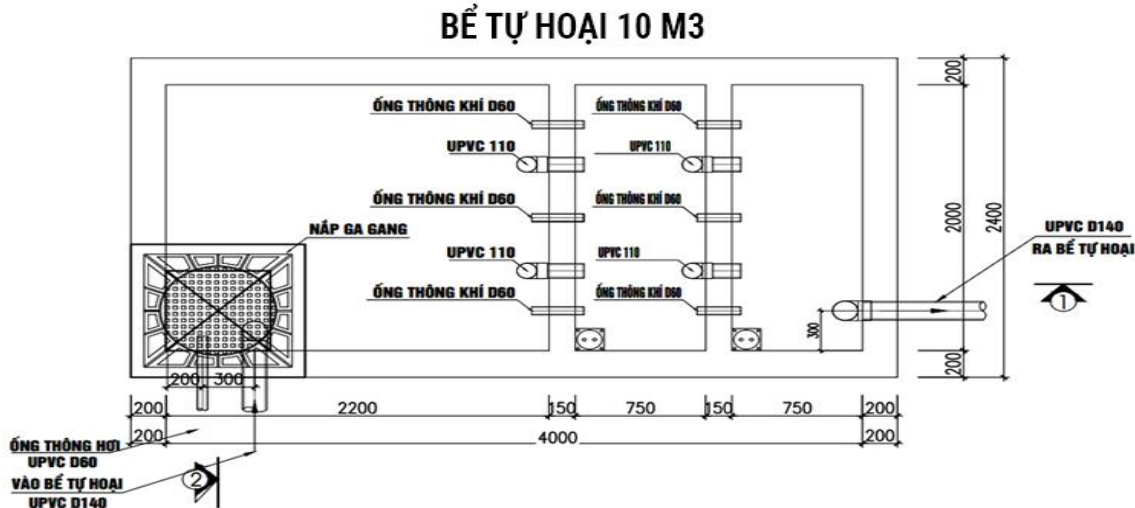 BỂ TỰ HOẠI 10 M3
200
ỐNG THÔNG KHÍ D60
ỐNG THÔNG KHÍ D60
UPVC 110
UPVC 110
ỐNG THÔNG KHÍ D60
ỐNG THÔNG KHÍ D60
2000
2400
UPVC D140
RA BỂ TỰ HOẠI
NẮP GA GANG
UPVC 110
UPVC 110
ỐNG THÔNG KHÍ D60
ỐNG THÔNG KHÍ D60
1
300
200
200
300
200
2200
150
750
150
750
200
200
4000
200
ỐNG THÔNG HƠI
UPVC D60
VÀO BỂ TỰ HOẠI
UPVC D140
2